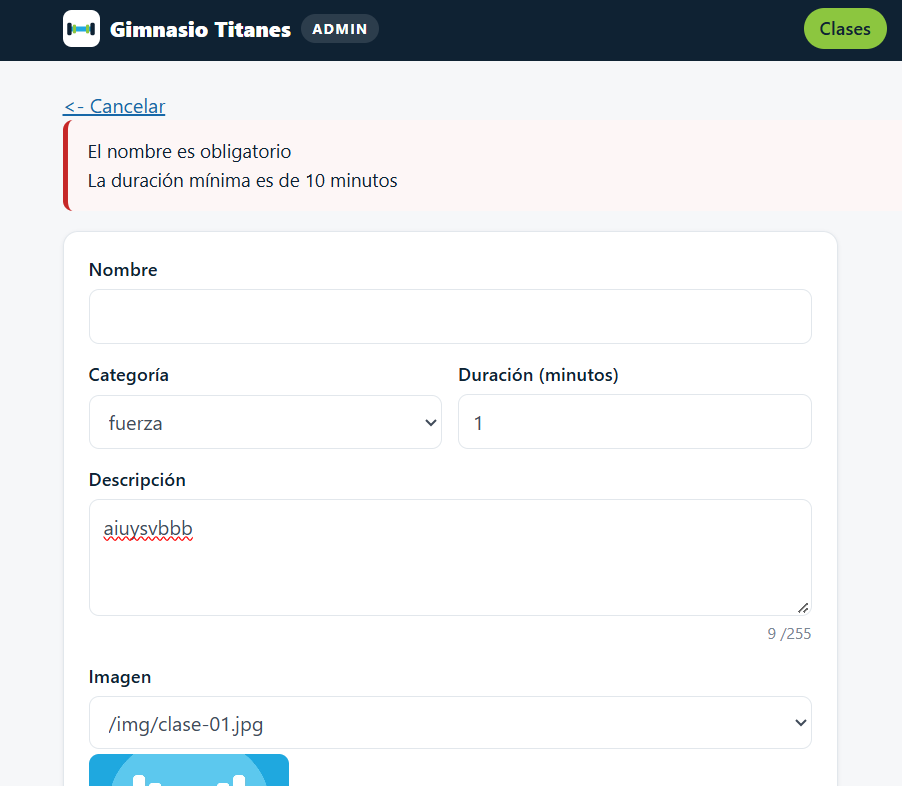 Gimnasio Titanes ADMIN Clases
<- Cancelar
El nombre es obligatorio
La duración mínima es de 10 minutos
Nombre
Categoría Duración (minutos)
fuerza 1
Descripción
aiuysvbbb
9 /255
Imagen
/img/clase-01.jpg